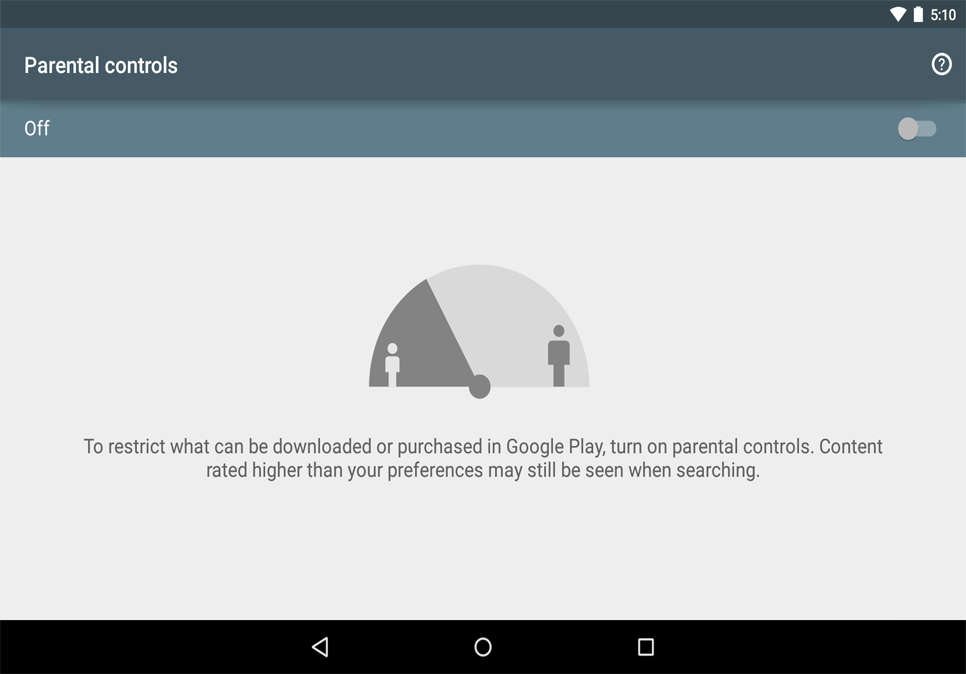 5:10
Parental controls
Off
To restrict what can be downloaded or purchased in Google Play, turn on parental controls. Content
rated higher than your preferences may still be seen when searching.